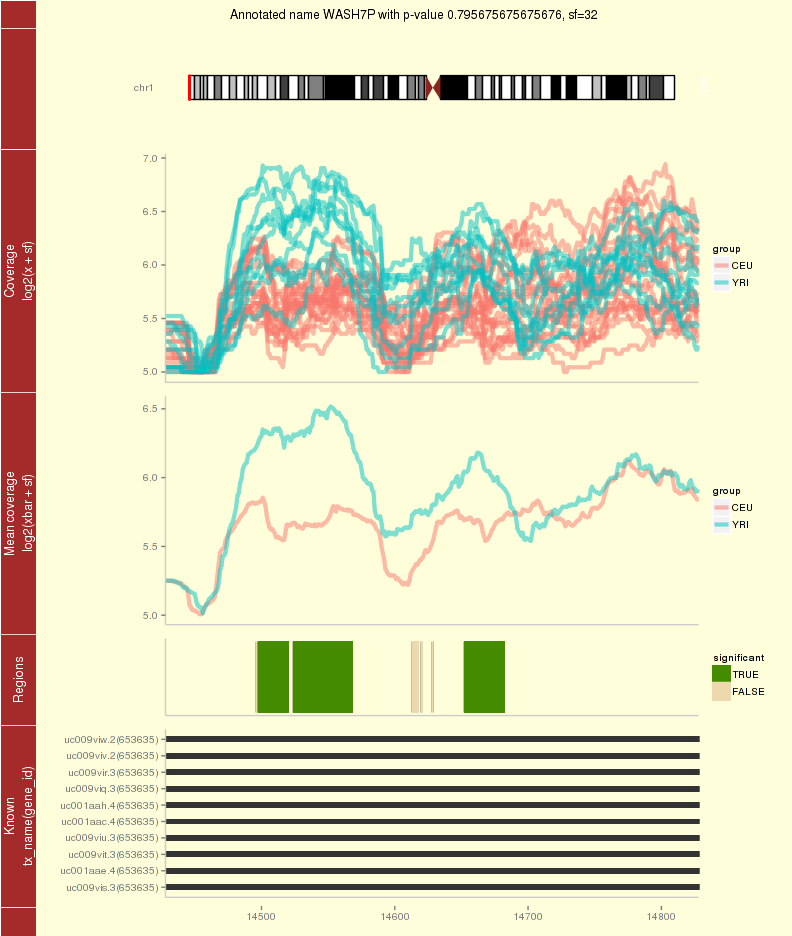 Annotated name WASH7P with p-value 0.795675675675676, sf=32
chr1
Coverage
log2(x + sf)
7.0
6.5
6.0
5.5
5.0
group
CEU
YRI
Mean coverage
log2(xbar + sf)
6.5
6.0
5.5
5.0
group
CEU
YRI
Regions
significant
TRUE
FALSE
Known
tx_name(gene_id)
uc009viw.2(653635)
uc009viv.2(653635)
uc009vir.3(653635)
uc009viq.3(653635)
uc001aah.4(653635)
uc001aac.4(653635)
uc009viu.3(653635)
uc009vit.3(653635)
uc001aae.4(653635)
uc009vis.3(653635)
14500
14600
14700
14800